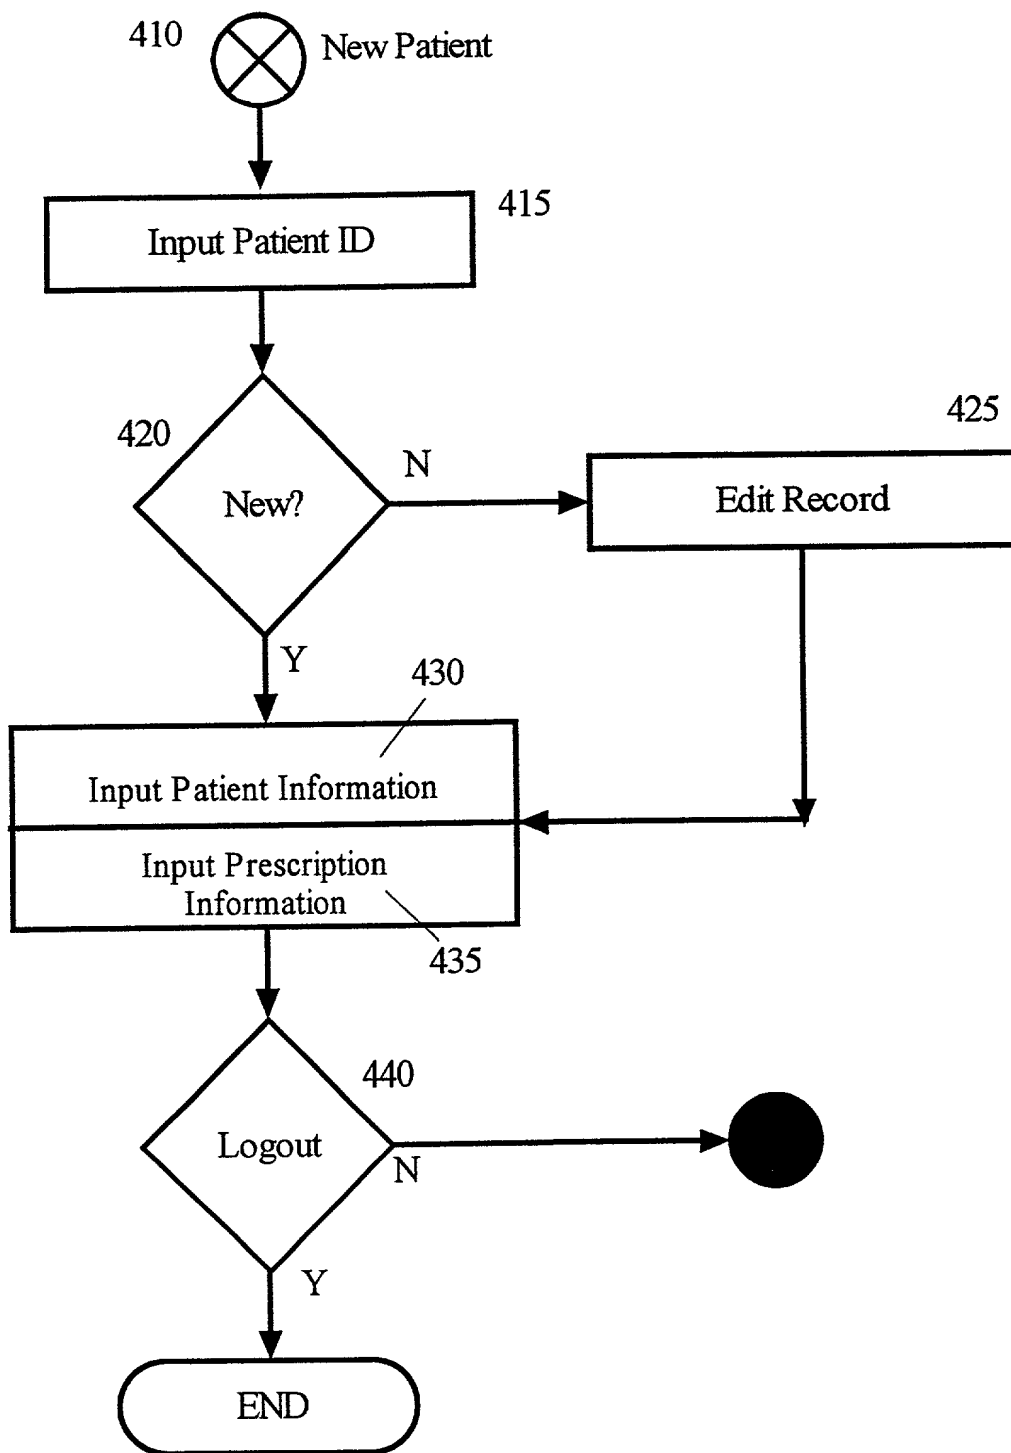 410
New Patient
415
Input Patient ID
420
New?
N
425
Edit Record
Y
430
Input Patient Information
Input Prescription
Information
435
440
Logout
N
Y
END